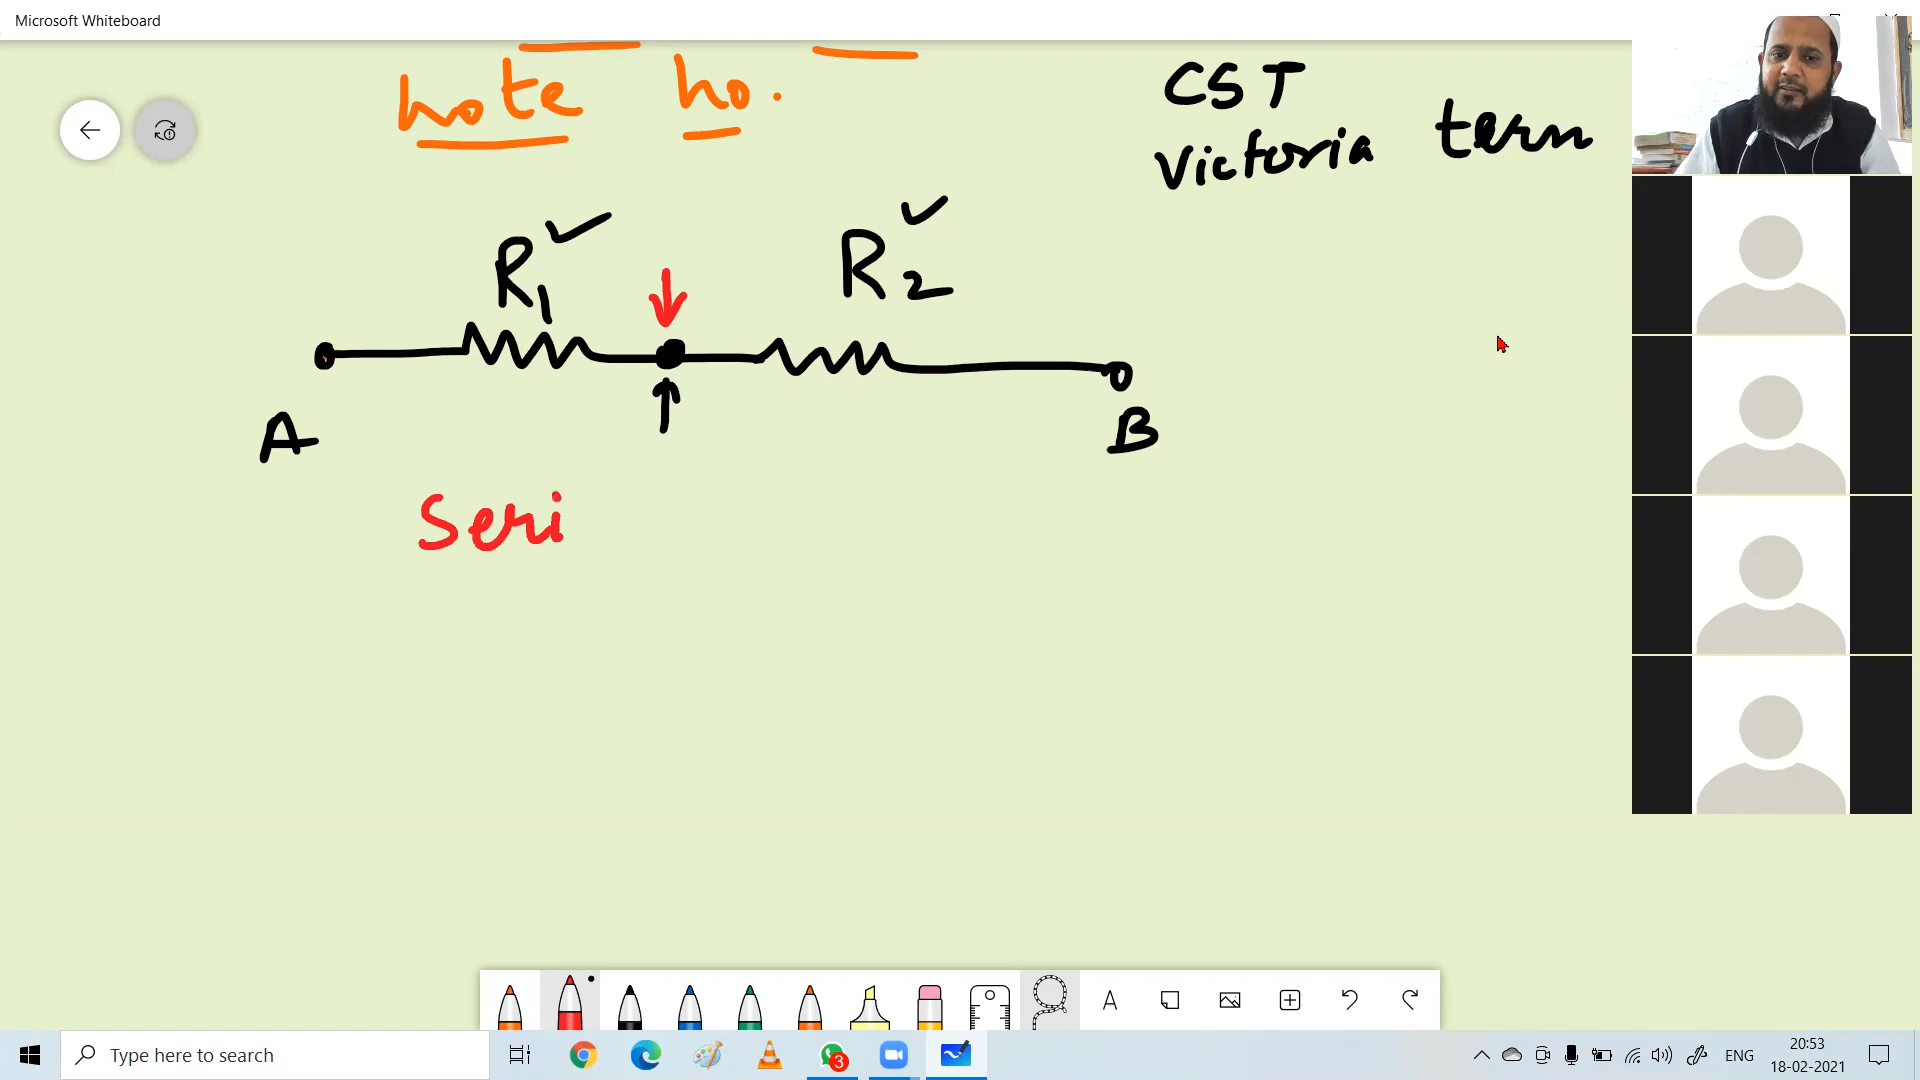 Microsoft Whiteboard
hote ho.
CST
Victoria term
R1 R2
A B
Seri
A
Type here to search
3
ENG
20:53
18-02-2021